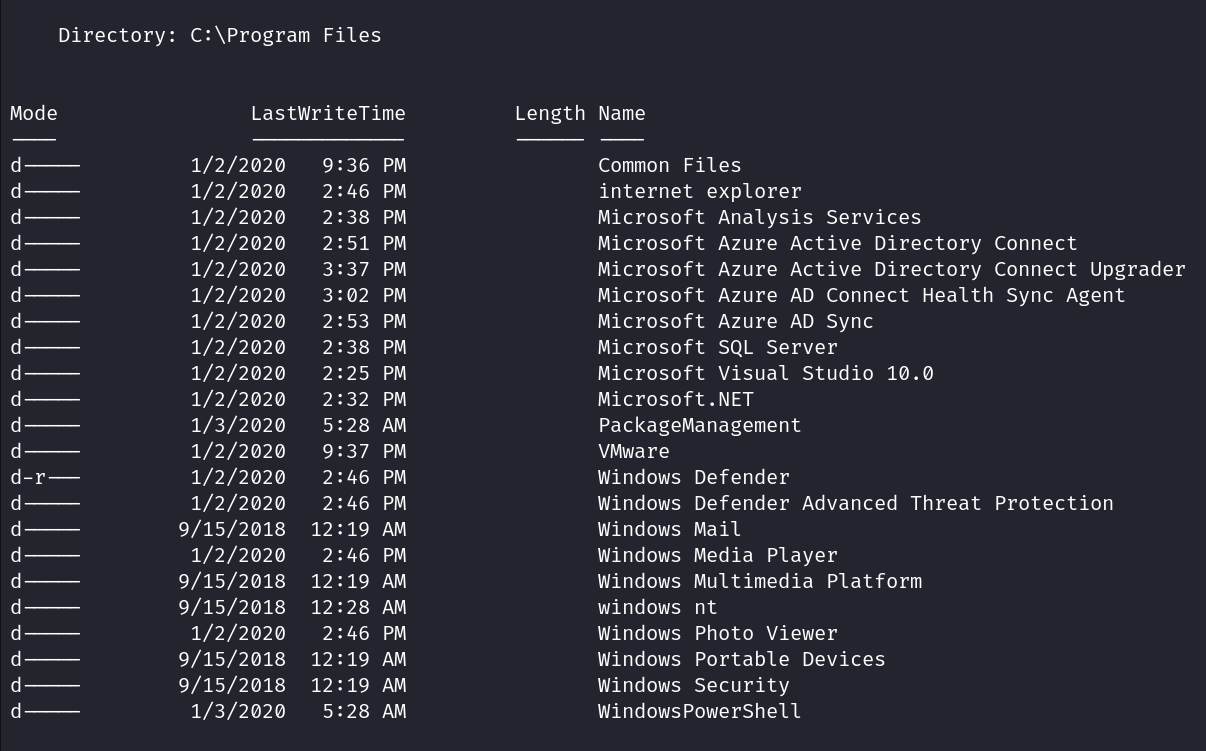 Directory: C:\Program Files
Mode LastWriteTime Length Name
---- ------------- ------ ----
d----- 1/2/2020 9:36 PM Common Files
d----- 1/2/2020 2:46 PM internet explorer
d----- 1/2/2020 2:38 PM Microsoft Analysis Services
d----- 1/2/2020 2:51 PM Microsoft Azure Active Directory Connect
d----- 1/2/2020 3:37 PM Microsoft Azure Active Directory Connect Upgrader
d----- 1/2/2020 3:02 PM Microsoft Azure AD Connect Health Sync Agent
d----- 1/2/2020 2:53 PM Microsoft Azure AD Sync
d----- 1/2/2020 2:38 PM Microsoft SQL Server
d----- 1/2/2020 2:25 PM Microsoft Visual Studio 10.0
d----- 1/2/2020 2:32 PM Microsoft.NET
d----- 1/3/2020 5:28 AM PackageManagement
d----- 1/2/2020 9:37 PM VMware
d-r--- 1/2/2020 2:46 PM Windows Defender
d----- 1/2/2020 2:46 PM Windows Defender Advanced Threat Protection
d----- 9/15/2018 12:19 AM Windows Mail
d----- 1/2/2020 2:46 PM Windows Media Player
d----- 9/15/2018 12:19 AM Windows Multimedia Platform
d----- 9/15/2018 12:28 AM windows nt
d----- 1/2/2020 2:46 PM Windows Photo Viewer
d----- 9/15/2018 12:19 AM Windows Portable Devices
d----- 9/15/2018 12:19 AM Windows Security
d----- 1/3/2020 5:28 AM WindowsPowerShell